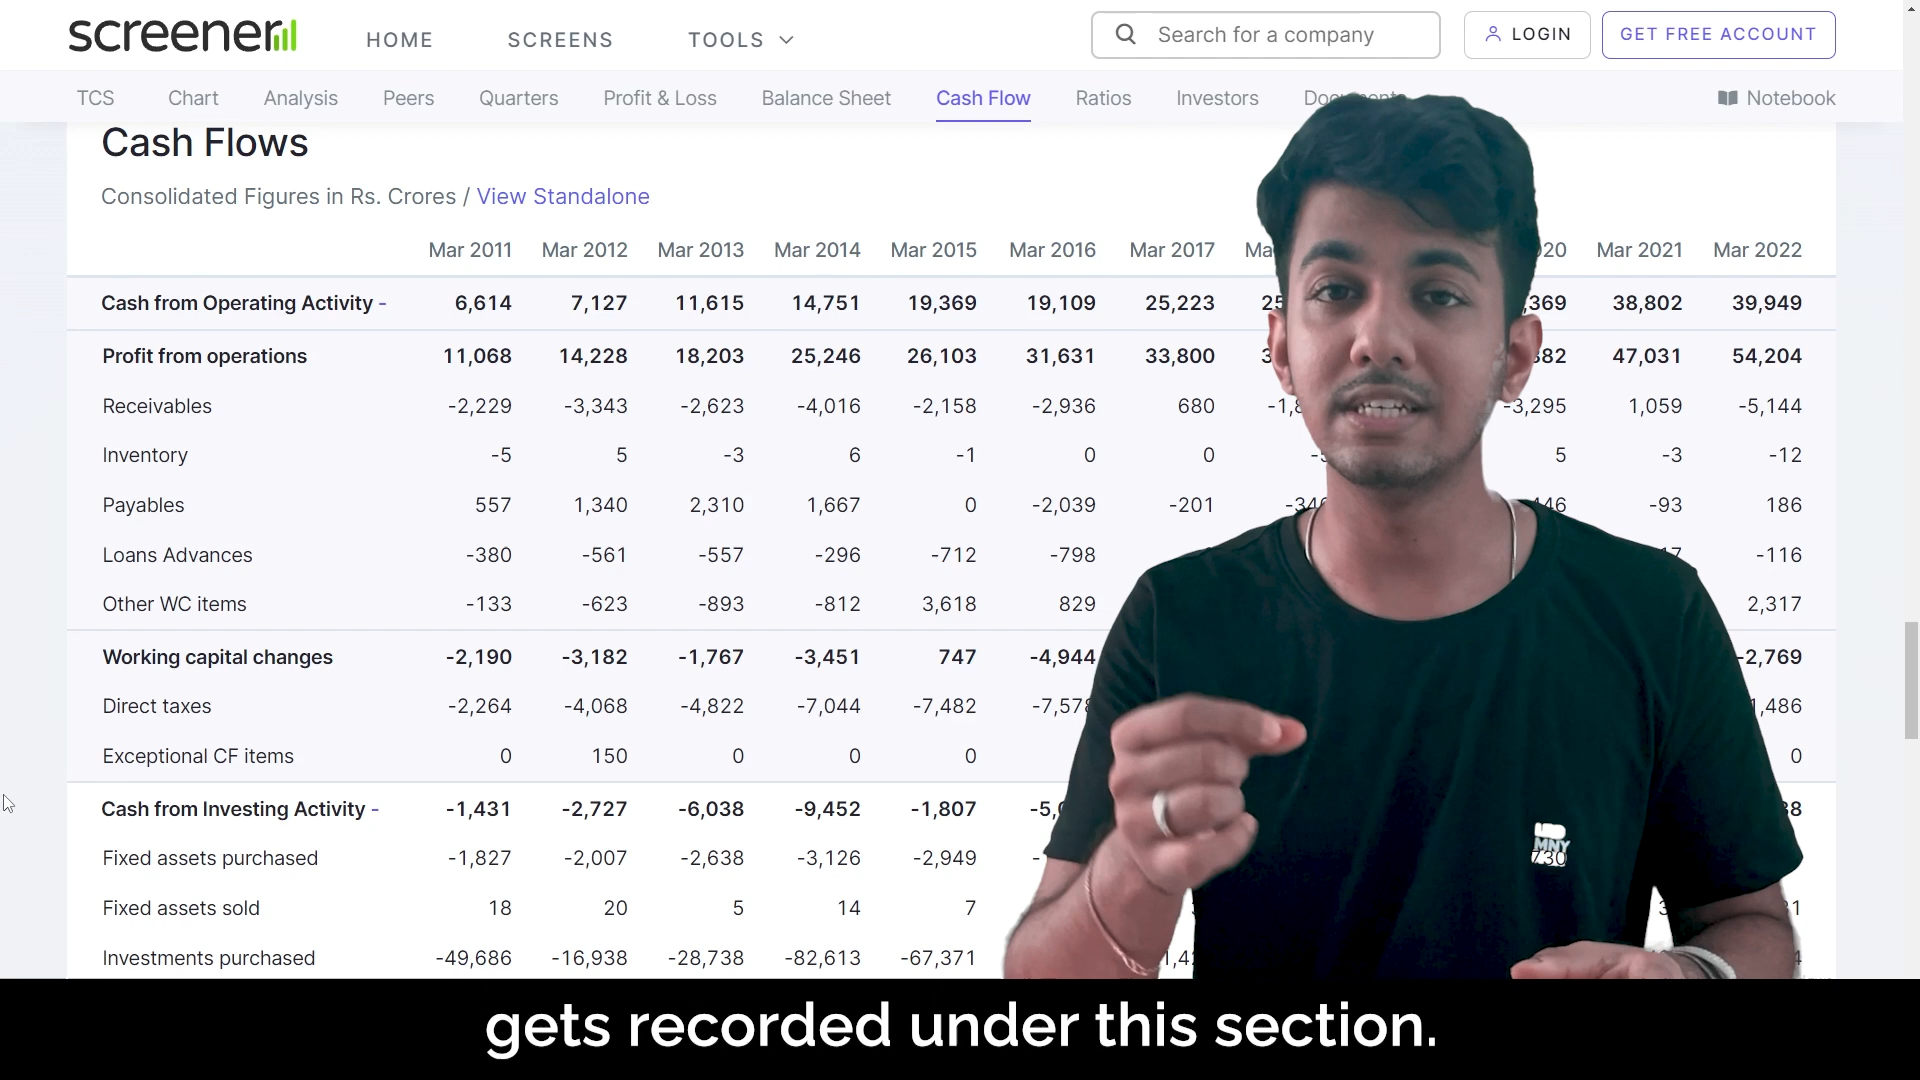 screener
HOME SCREENS TOOLS Search for a company LOGIN GET FREE ACCOUNT
TCS Chart Analysis Peers Quarters Profit & Loss Balance Sheet Cash Flow Ratios Investors Notebook
Cash Flows
Consolidated Figures in Rs. Crores / View Standalone
Mar 2011 Mar 2012 Mar 2013 Mar 2014 Mar 2015 Mar 2016 Mar 2017 Mar 2021 Mar 2022
Cash from Operating Activity - 6,614 7,127 11,615 14,751 19,369 19,109 25,223 38,802 39,949
Profit from operations 11,068 14,228 18,203 25,246 26,103 31,631 33,800 47,031 54,204
Receivables -2,229 -3,343 -2,623 -4,016 -2,158 -2,936 680 -3,295 1,059 -5,144
Inventory -5 5 -3 6 -1 0 0 5 -3 -12
Payables 557 1,340 2,310 1,667 0 -2,039 -201 -93 186
Loans Advances -380 -561 -557 -296 -712 -798 -116
Other WC items -133 -623 -893 -812 3,618 829 2,317
Working capital changes -2,190 -3,182 -1,767 -3,451 747 -4,944 -2,769
Direct taxes -2,264 -4,068 -4,822 -7,044 -7,482 -7,578
Exceptional CF items 0 150 0 0 0 0
Cash from Investing Activity - -1,431 -2,727 -6,038 -9,452 -1,807
Fixed assets purchased -1,827 -2,007 -2,638 -3,126 -2,949
Fixed assets sold 18 20 5 14 7
Investments purchased -49,686 -16,938 -28,738 -82,613 -67,371
MNY
gets recorded under this section.